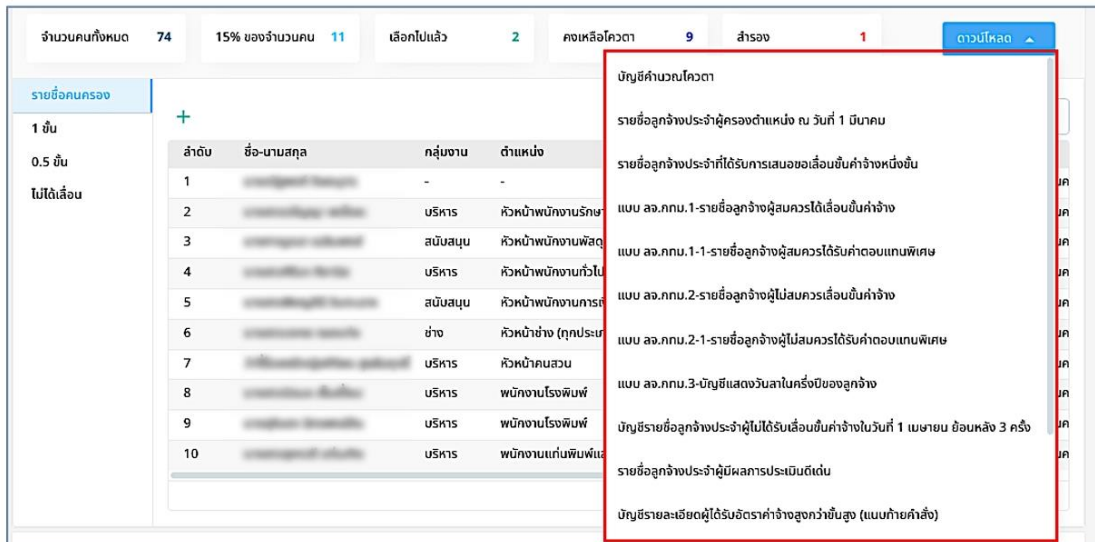 จำนวนคนทั้งหมด 74 15% ของจำนวนคน 11 เลือกไปแล้ว 2 คงเหลือโควตา 9 สำรอง 1 ดาวน์โหลด
รายชื่อคนครอง
1 ขั้น
0.5 ขั้น
ไม่ได้เลื่อน
+
ลำดับ ชื่อ-นามสกุล กลุ่มงาน ตำแหน่ง
1 - -
2 บริหาร หัวหน้าพนักงานรักษา
3 สนับสนุน หัวหน้าพนักงานพัสดุ
4 บริหาร หัวหน้าพนักงานทั่วไป
5 สนับสนุน หัวหน้าพนักงานการเ
6 ช่าง หัวหน้าช่าง (ทุกประเภ
7 บริหาร หัวหน้าคนสวน
8 บริหาร พนักงานโรงพิมพ์
9 บริหาร พนักงานโรงพิมพ์
10 บริหาร พนักงานแท่นพิมพ์แล
บัญชีคำนวณโควตา
รายชื่อลูกจ้างประจำผู้ครองตำแหน่ง ณ วันที่ 1 มีนาคม
รายชื่อลูกจ้างประจำที่ได้รับการเสนอขอเลื่อนขั้นค่าจ้างหนึ่งขั้น
แบบ ลจ.กทม.1-รายชื่อลูกจ้างผู้สมควรได้เลื่อนขั้นค่าจ้าง
แบบ ลจ.กทม.1-1-รายชื่อลูกจ้างผู้สมควรได้รับค่าตอบแทนพิเศษ
แบบ ลจ.กทม.2-รายชื่อลูกจ้างผู้ไม่สมควรเลื่อนขั้นค่าจ้าง
แบบ ลจ.กทม.2-1-รายชื่อลูกจ้างผู้ไม่สมควรได้รับค่าตอบแทนพิเศษ
แบบ ลจ.กทม.3-บัญชีแสดงวันลาในครึ่งปีของลูกจ้าง
บัญชีรายชื่อลูกจ้างประจำผู้ไม่ได้รับเลื่อนขั้นค่าจ้างในวันที่ 1 เมษายน ย้อนหลัง 3 ครั้ง
รายชื่อลูกจ้างประจำผู้มีผลการประเมินดีเด่น
บัญชีรายละเอียดผู้ได้รับอัตราค่าจ้างสูงกว่าขั้นสูง (แนบท้ายคำสั่ง)